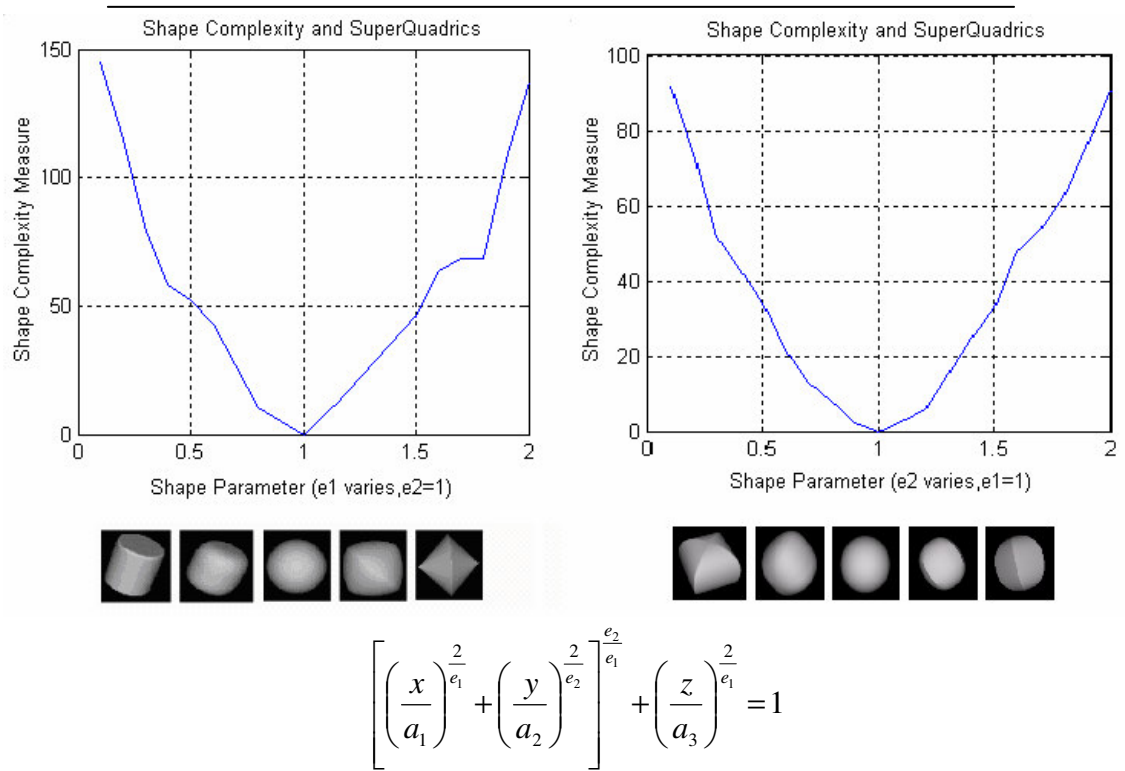 Shape Complexity and SuperQuadrics
150
100
50
0
Shape Complexity Measure
0 0.5 1 1.5 2
Shape Parameter (e1 varies,e2=1)
Shape Complexity and SuperQuadrics
100
80
60
40
20
0
Shape Complexity Measure
0 0.5 1 1.5 2
Shape Parameter (e2 varies,e1=1)
[(x/a₁)^(2/e₁) + (y/a₂)^(2/e₂)]^(e₂/e₁) + (z/a₃)^(2/e₁) = 1